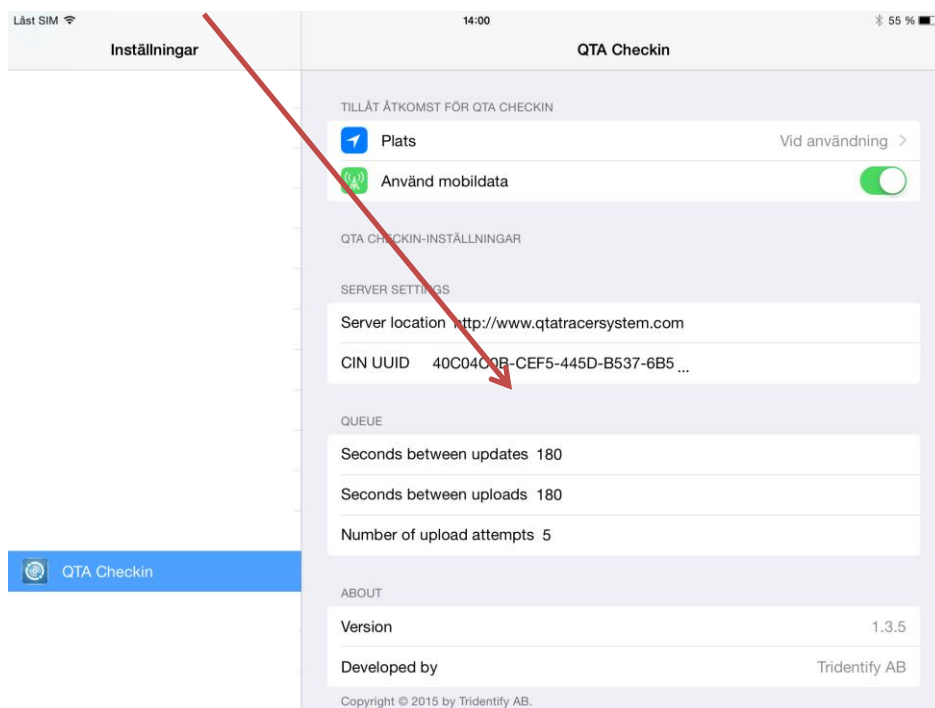 Låst SIM 14:00 55 %
Inställningar
QTA Checkin
TILLÅT ÅTKOMST FÖR QTA CHECKIN
Plats Vid användning
Använd mobildata
QTA CHECKIN-INSTÄLLNINGAR
SERVER SETTINGS
Server location http://www.qtatracersystem.com
CIN UUID 40C04C0B-CEF5-445D-B537-6B5 ...
QUEUE
Seconds between updates 180
Seconds between uploads 180
Number of upload attempts 5
QTA Checkin
ABOUT
Version 1.3.5
Developed by Tridentify AB
Copyright © 2015 by Tridentify AB.